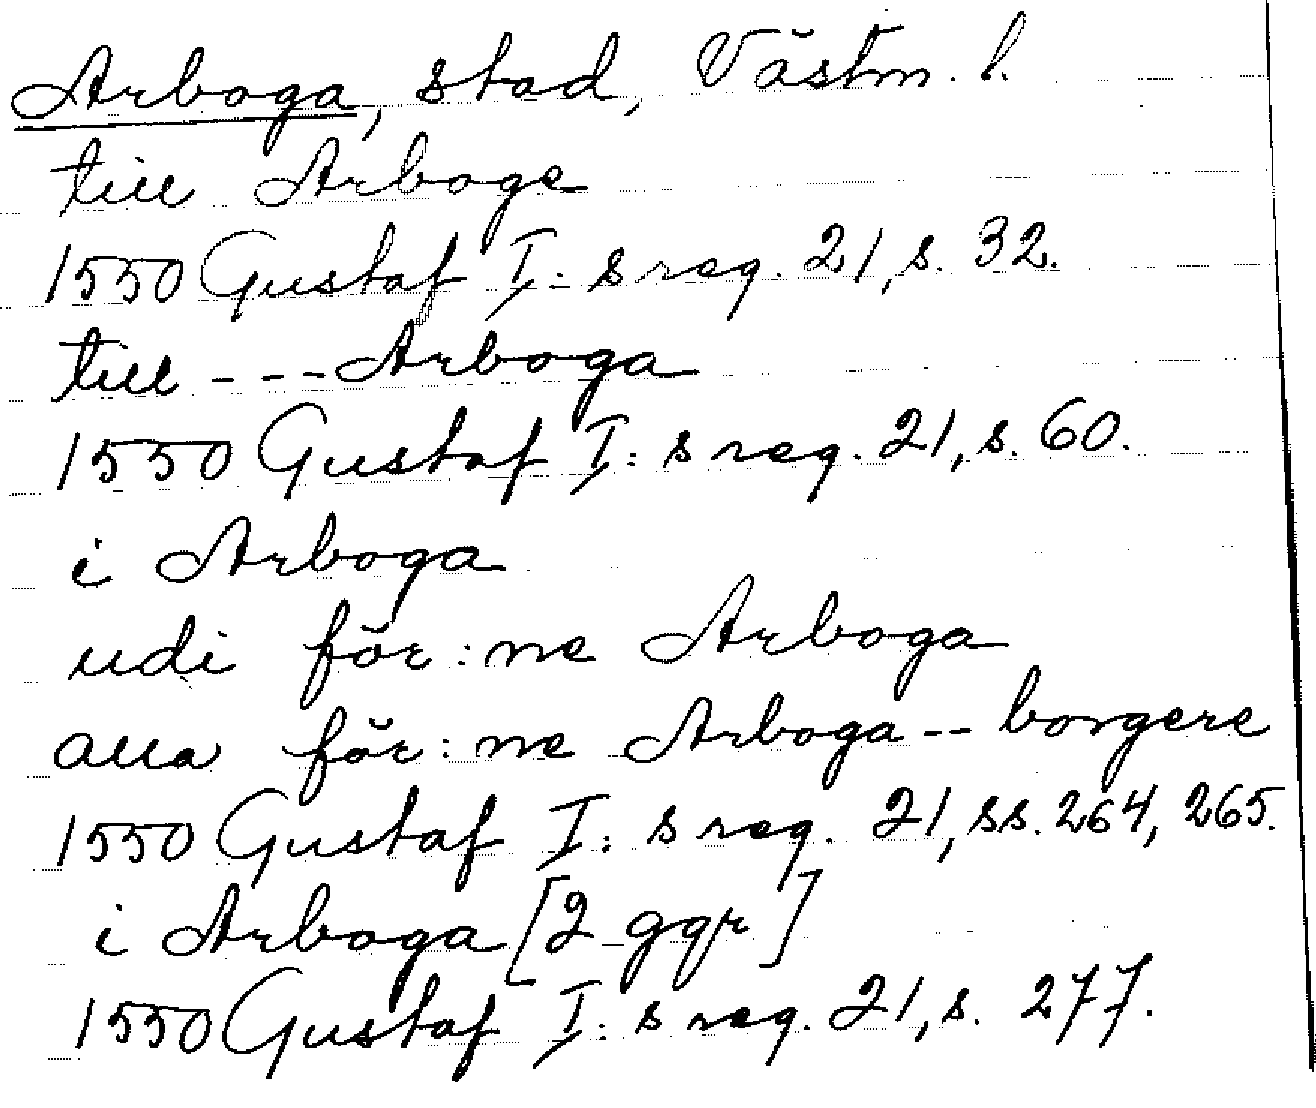 Arboga, stad, Västm. l.
till Arboge
1550 Gustaf I:s reg. 21, s. 32.
till --- Arboga
1550 Gustaf I:s reg. 21, s. 60.
i Arboga
udi för:ne Arboga
alla för:ne Arboga -- borgere
1550 Gustaf I:s reg. 21, ss. 264, 265.
i Arboga [2 ggr]
1550 Gustaf I:s reg. 21, s. 277.